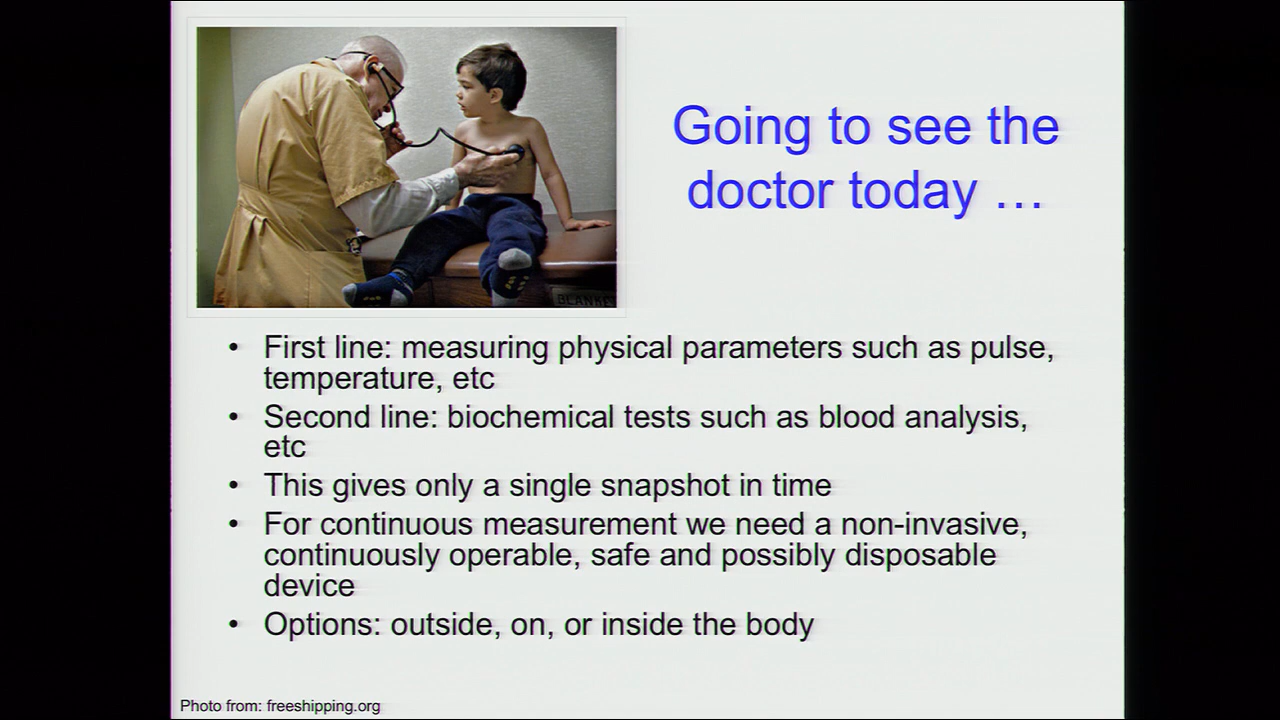 Going to see the
doctor today …
BLANKE
• First line: measuring physical parameters such as pulse,
temperature, etc
• Second line: biochemical tests such as blood analysis,
etc
• This gives only a single snapshot in time
• For continuous measurement we need a non-invasive,
continuously operable, safe and possibly disposable
device
• Options: outside, on, or inside the body
Photo from: freeshipping.org